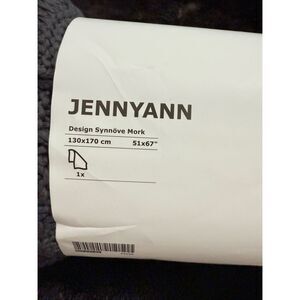 JENNYANN
Design Synnöve Mork
130x170 cm 51x67"
1x